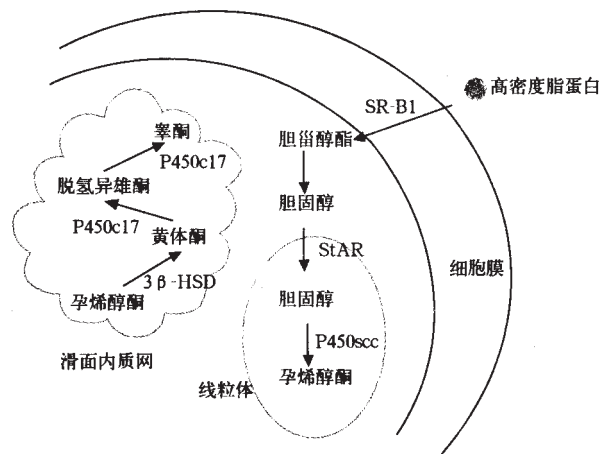 高密度脂蛋白
SR-B1
胆甾醇酯
胆固醇
StAR
胆固醇
P450scc
孕烯醇酮
线粒体
细胞膜
睾酮
P450c17
脱氢异雄酮
P450c17
黄体酮
3β-HSD
孕烯醇酮
滑面内质网